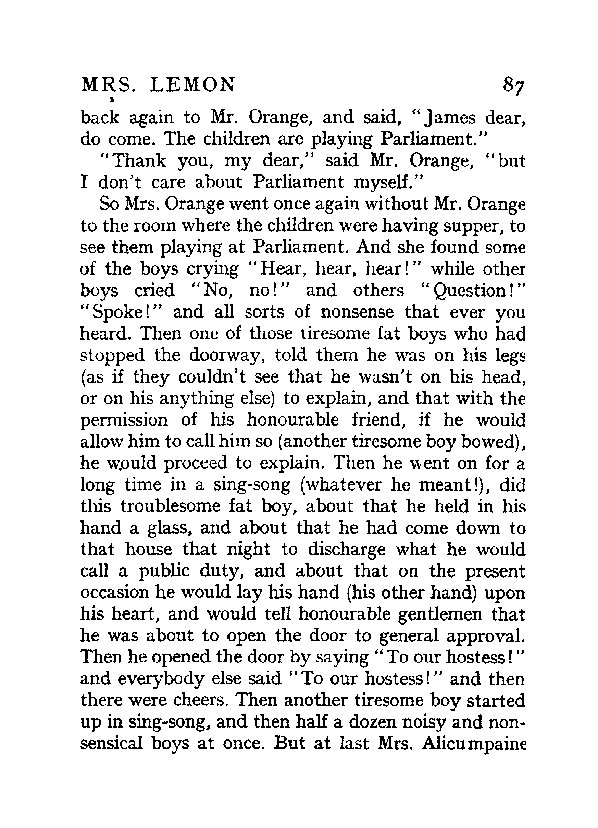 MRS. LEMON 87
back again to Mr. Orange, and said, "James dear,
do come. The children are playing Parliament."
"Thank you, my dear," said Mr. Orange, "but
I don't care about Parliament myself."
So Mrs. Orange went once again without Mr. Orange
to the room where the children were having supper, to
see them playing at Parliament. And she found some
of the boys crying "Hear, hear, hear!" while other
boys cried "No, no!" and others "Question!"
"Spoke!" and all sorts of nonsense that ever you
heard. Then one of those tiresome fat boys who had
stopped the doorway, told them he was on his legs
(as if they couldn't see that he wasn't on his head,
or on his anything else) to explain, and that with the
permission of his honourable friend, if he would
allow him to call him so (another tiresome boy bowed),
he would proceed to explain. Then he went on for a
long time in a sing-song (whatever he meant!), did
this troublesome fat boy, about that he held in his
hand a glass, and about that he had come down to
that house that night to discharge what he would
call a public duty, and about that on the present
occasion he would lay his hand (his other hand) upon
his heart, and would tell honourable gentlemen that
he was about to open the door to general approval.
Then he opened the door by saying "To our hostess!"
and everybody else said "To our hostess!" and then
there were cheers. Then another tiresome boy started
up in sing-song, and then half a dozen noisy and non-
sensical boys at once. But at last Mrs. Alicumpaine